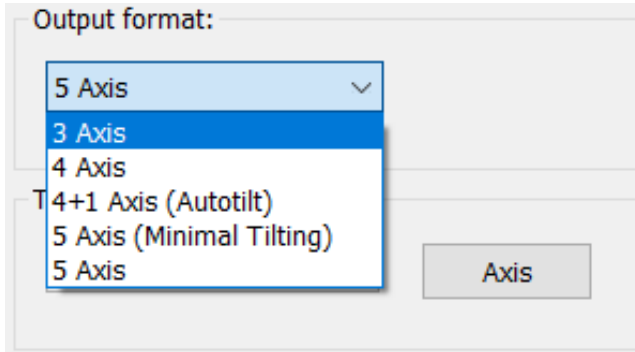 Output format:
5 Axis
3 Axis
4 Axis
T
4+1 Axis (Autotilt)
5 Axis (Minimal Tilting)
5 Axis
Axis